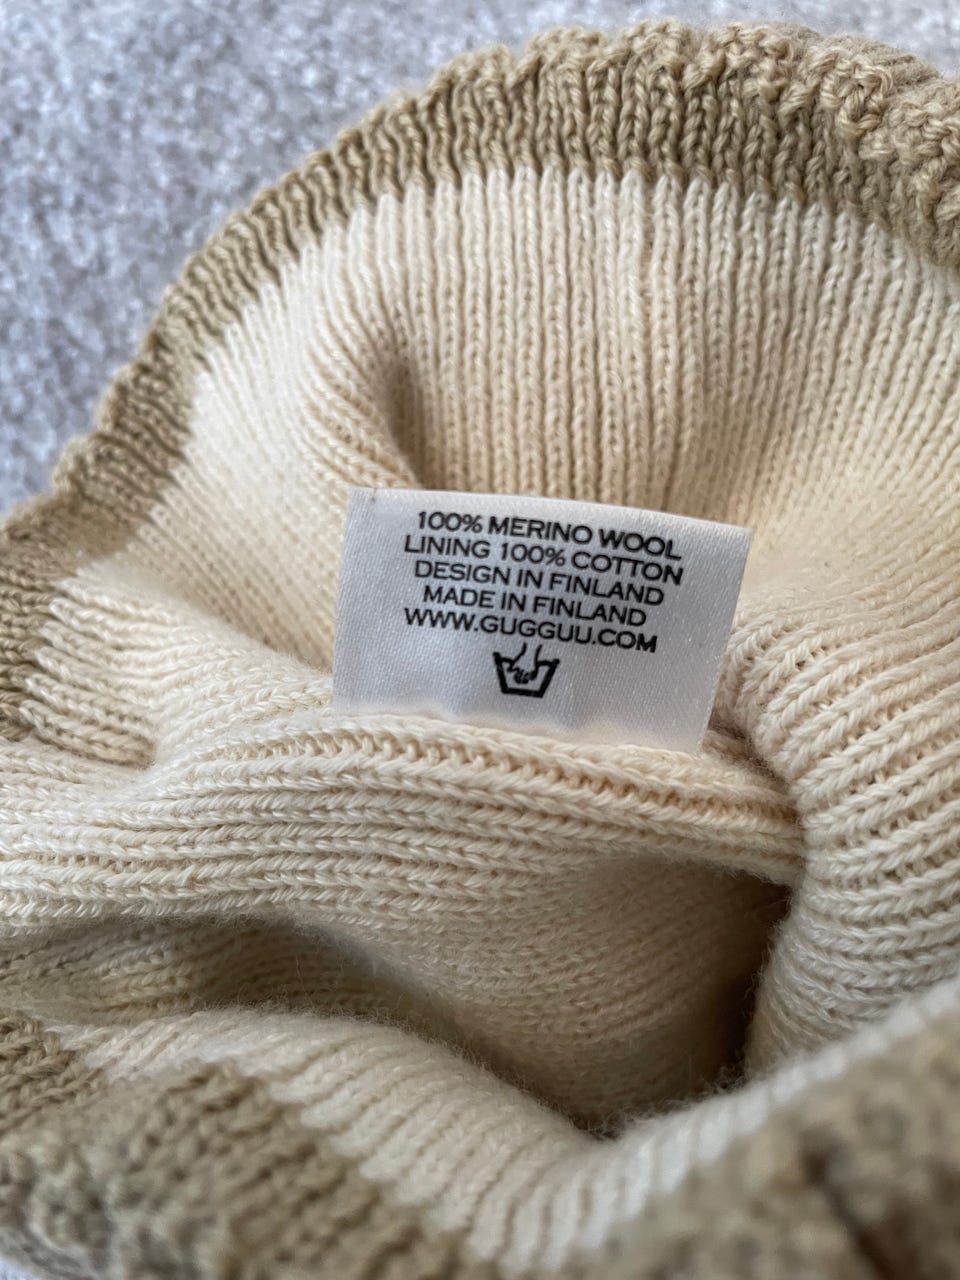 100% MERINO WOOL
LINING 100% COTTON
DESIGN IN FINLAND
MADE IN FINLAND
WWW.GUGGUU.COM